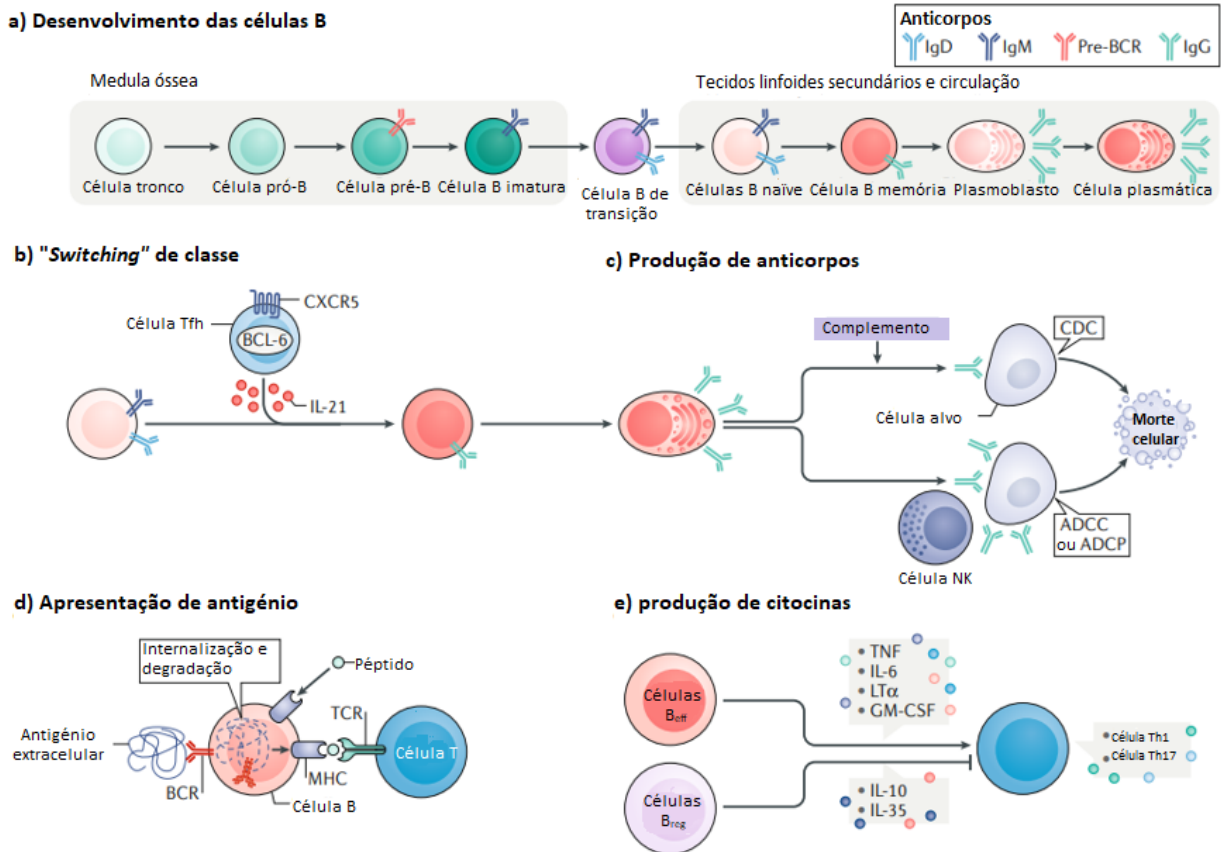 a) Desenvolvimento das células B
Anticorpos
IgD IgM Pre-BCR IgG
Medula óssea
Tecidos linfoides secundários e circulação
Célula tronco
Célula pró-B
Célula pré-B
Célula B imatura
Célula B de
transição
Células B naïve
Célula B memória
Plasmoblasto
Célula plasmática
b) "Switching" de classe
CXCR5
Célula Tfh
BCL-6
IL-21
c) Produção de anticorpos
Complemento
CDC
Célula alvo
Morte
celular
ADCC
ou ADCP
Célula NK
d) Apresentação de antigénio
Internalização e
degradação
Péptido
TCR
Antigénio
extracelular
Célula T
BCR
MHC
Célula B
e) produção de citocinas
Células
Beff
• TNF
• IL-6
• LTα
• GM-CSF
• Célula Th1
• Célula Th17
Células
Breg
• IL-10
• IL-35